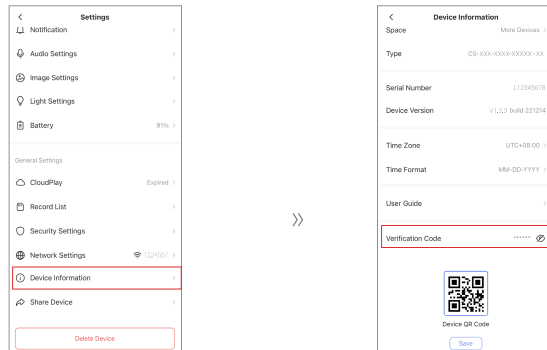 Settings
Notification
Audio Settings
Image Settings
Light Settings
Battery 91%
General Settings
CloudPlay Expired
Record List
Security Settings
Network Settings 1234567
Device Information
Share Device
Delete Device
Device Information
Space More Devices
Type CS-XXX-XXXX-XXXXX-XX
Serial Number L12345678
Device Version V1.2.3 build 221214
Time Zone UTC+08:00
Time Format MM-DD-YYYY
User Guide
Verification Code ******
Device QR Code
Save